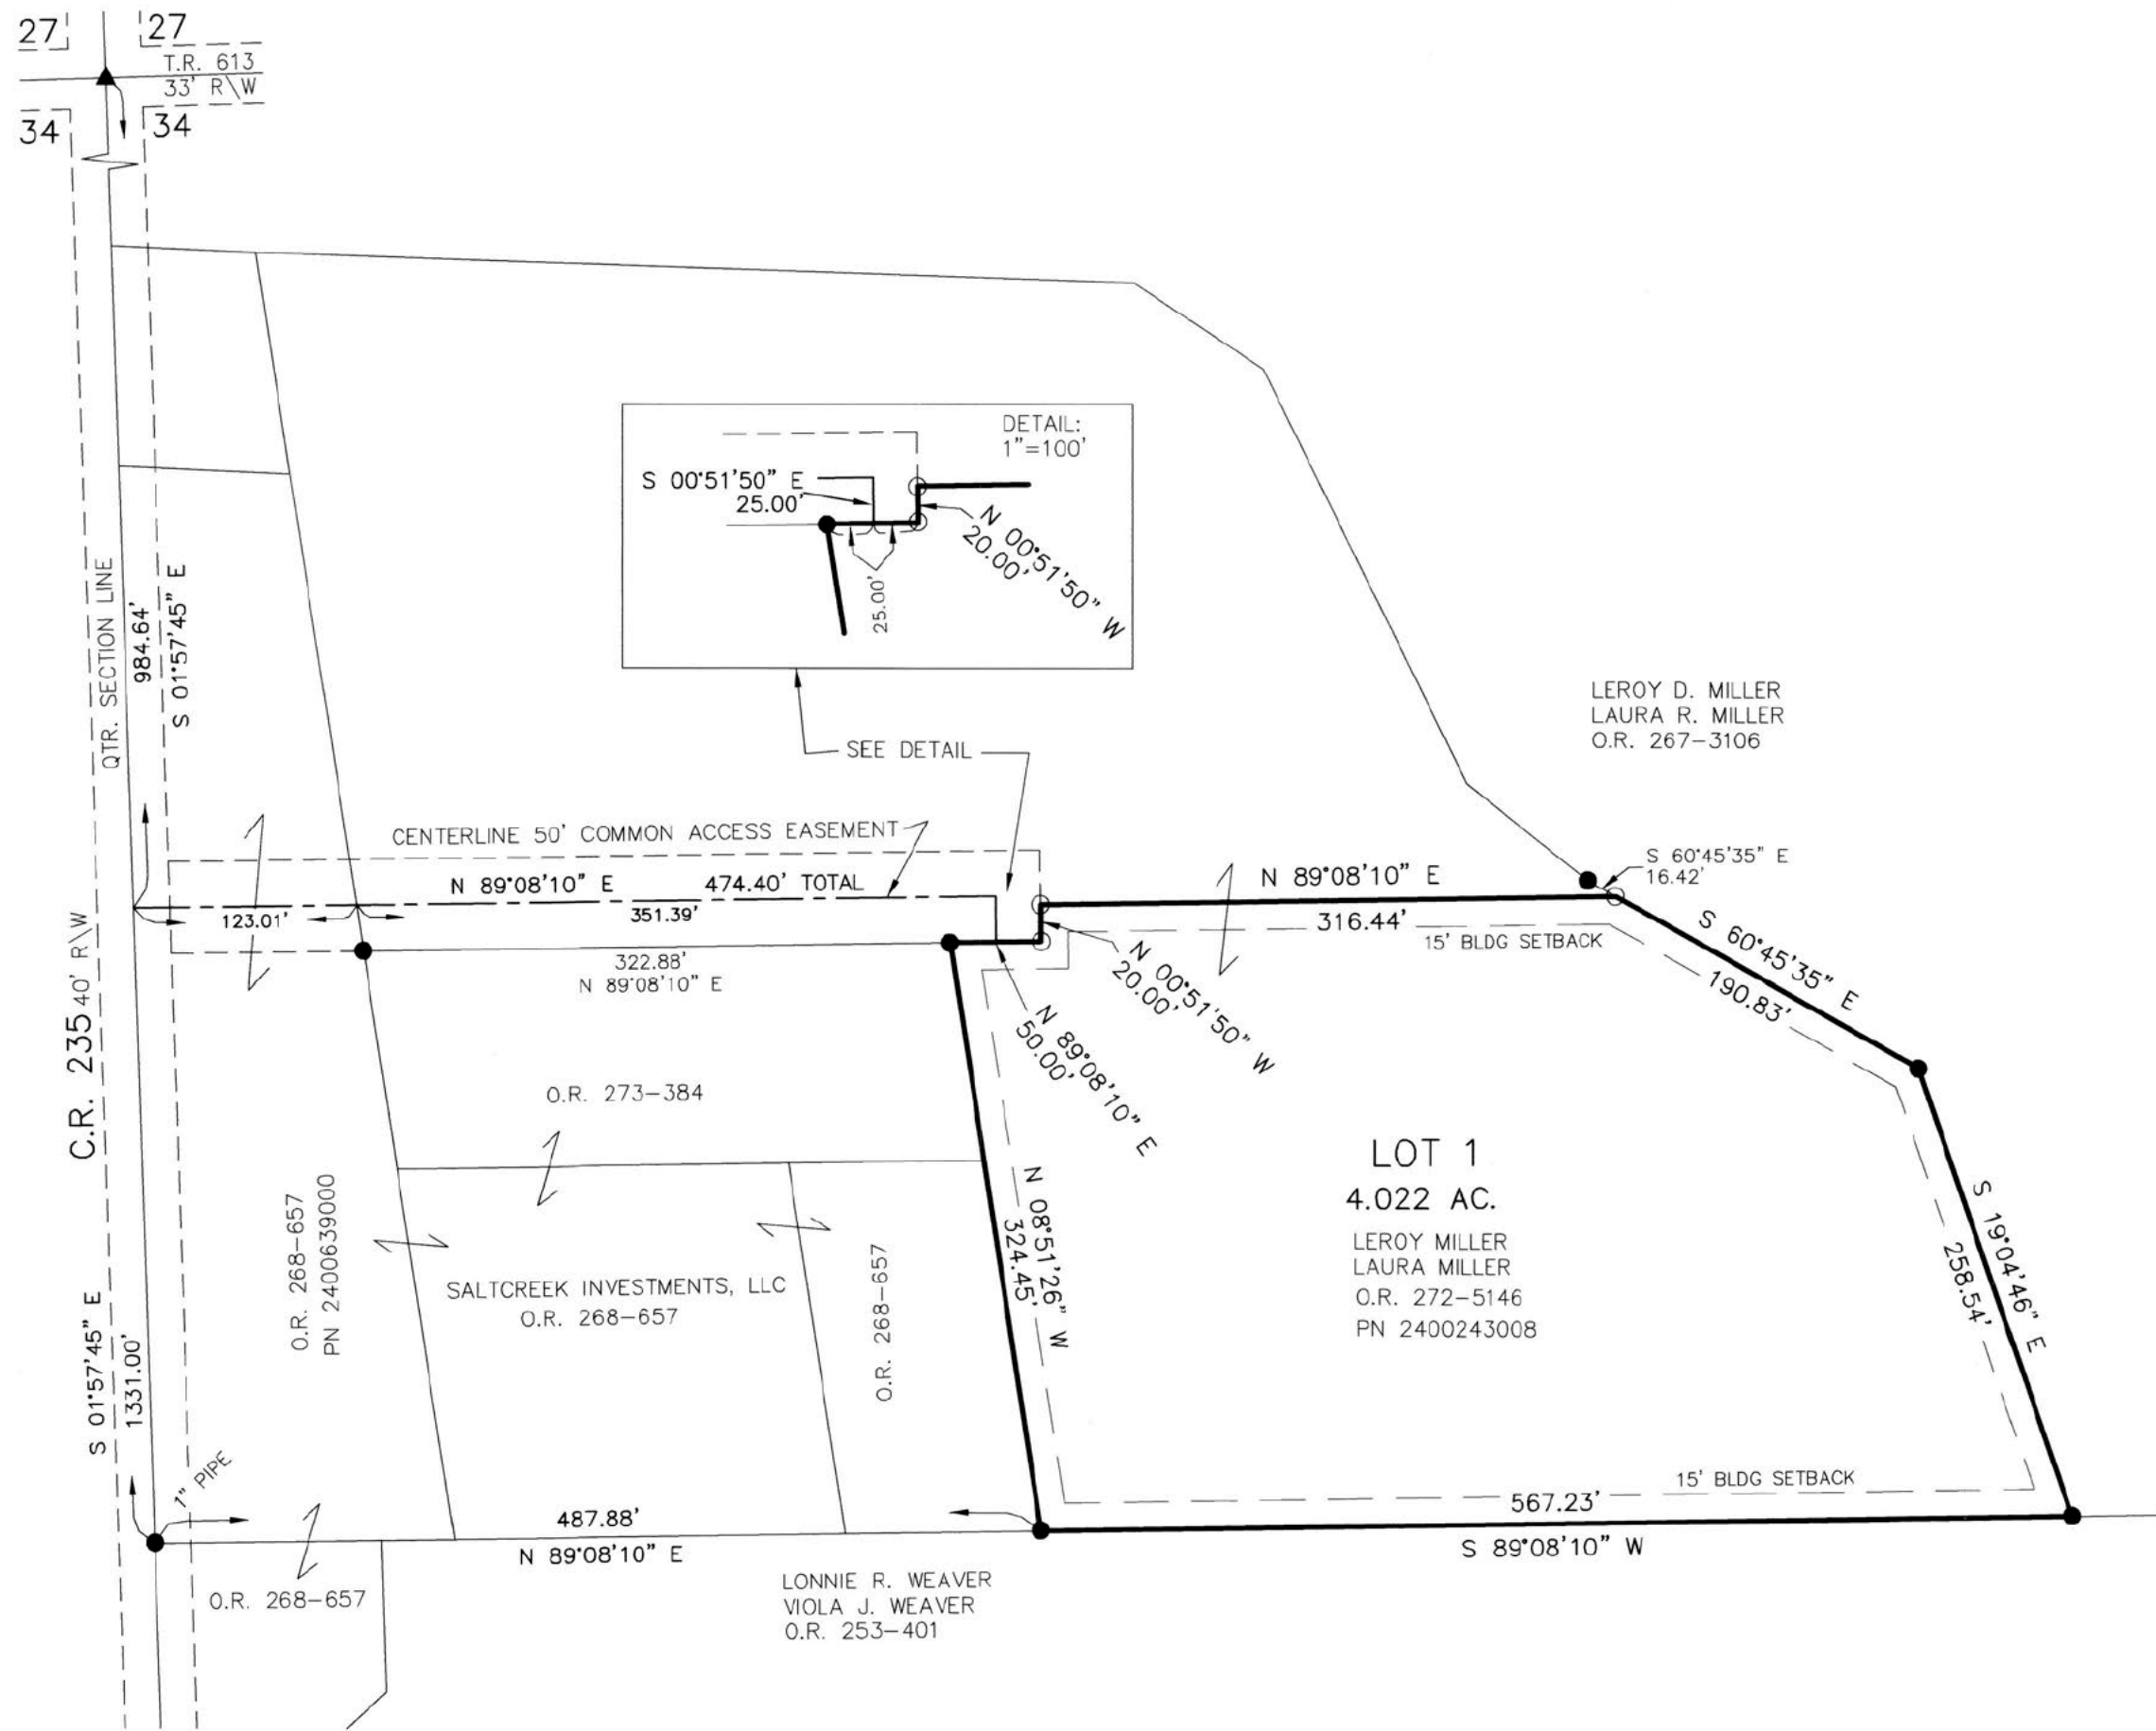 27
27
T.R. 613
33' R\W
34
34
DETAIL:
1"=100'
S 00°51'50" E
25.00'
N 00°51'50" W
20.00'
25.00'
QTR. SECTION LINE
984.64'
S 01°57'45" E
LEROY D. MILLER
LAURA R. MILLER
O.R. 267-3106
SEE DETAIL
CENTERLINE 50' COMMON ACCESS EASEMENT
S 60°45'35" E
16.42'
N 89°08'10" E
474.40' TOTAL
N 89°08'10" E
123.01'
351.39'
316.44'
15' BLDG SETBACK
S 60°45'35" E
190.83'
322.88'
N 89°08'10" E
N 00°51'50" W
20.00'
N 89°08'10" E
50.00'
C.R. 235 40' R\W
O.R. 273-384
LOT 1
4.022 AC.
LEROY MILLER
LAURA MILLER
O.R. 272-5146
PN 2400243008
N 08°51'26" W
324.45'
S 19°04'46" E
258.54'
O.R. 268-657
PN 2400639000
SALTCREEK INVESTMENTS, LLC
O.R. 268-657
O.R. 268-657
S 01°57'45" E
1331.00'
1" PIPE
15' BLDG SETBACK
567.23'
S 89°08'10" W
487.88'
N 89°08'10" E
O.R. 268-657
LONNIE R. WEAVER
VIOLA J. WEAVER
O.R. 253-401